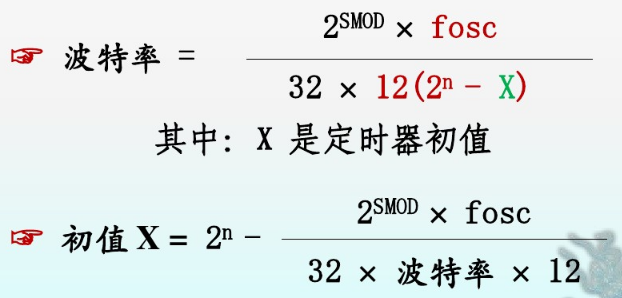 ☞ 波特率 = 2^SMOD × fosc / 32 × 12(2^n - X)
其中: X 是定时器初值
☞ 初值 X = 2^n - 2^SMOD × fosc / 32 × 波特率 × 12